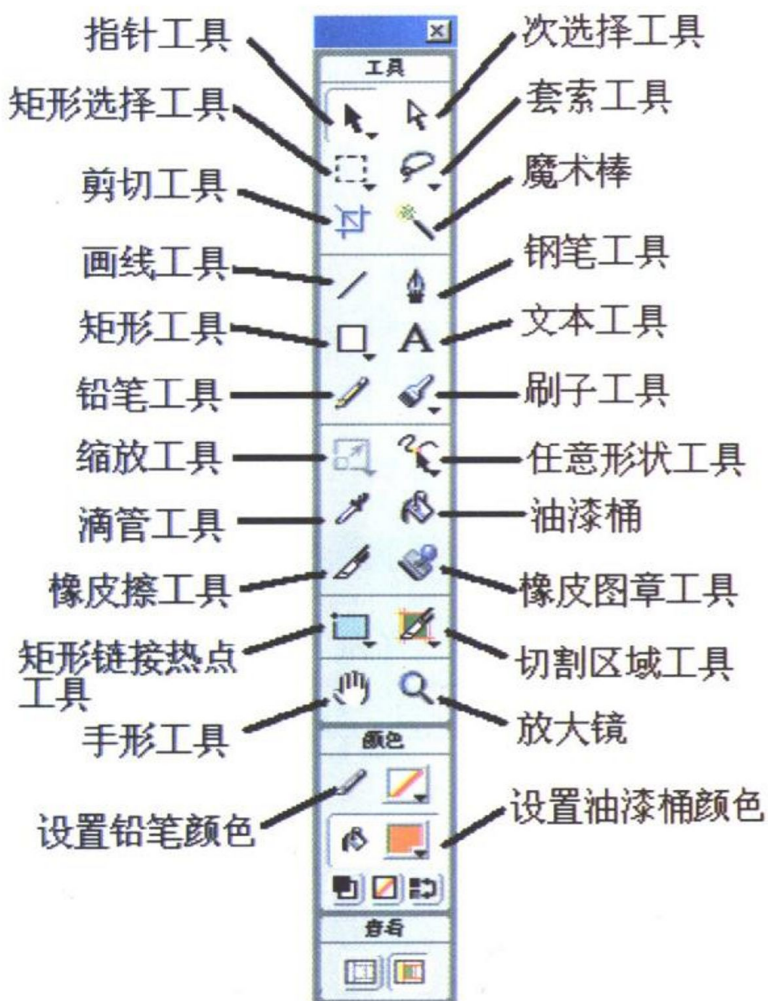 指针工具
次选择工具
工具
矩形选择工具
套索工具
剪切工具
魔术棒
画线工具
钢笔工具
矩形工具
A
文本工具
铅笔工具
刷子工具
缩放工具
任意形状工具
滴管工具
油漆桶
橡皮擦工具
橡皮图章工具
矩形链接热点
工具
切割区域工具
手形工具
放大镜
颜色
设置铅笔颜色
设置油漆桶颜色
查看